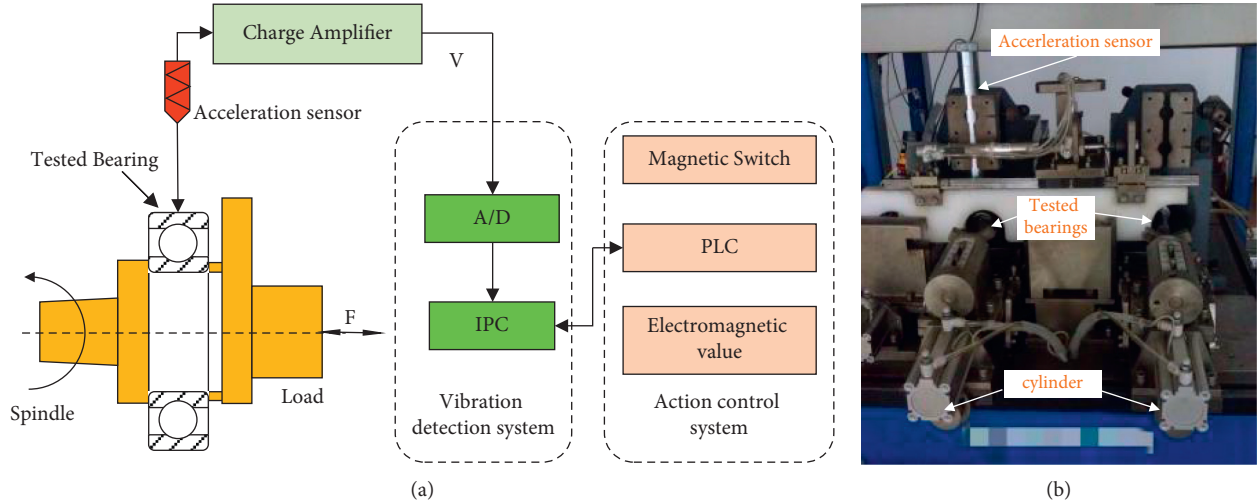 Charge Amplifier
V
Acceleration sensor
Tested Bearing
Spindle
F
Load
A/D
IPC
Vibration
detection system
Magnetic Switch
PLC
Electromagnetic
value
Action control
system
(a)
Accerleration sensor
Tested
bearings
cylinder
(b)